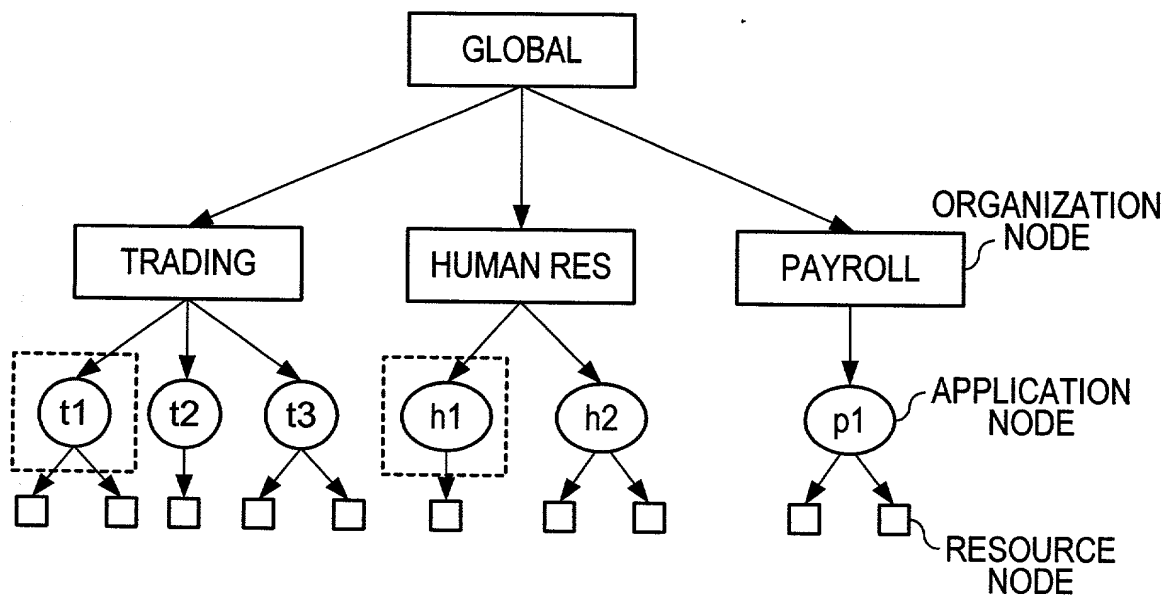 GLOBAL
TRADING
HUMAN RES
PAYROLL
ORGANIZATION
NODE
t1
t2
t3
h1
h2
p1
APPLICATION
NODE
RESOURCE
NODE